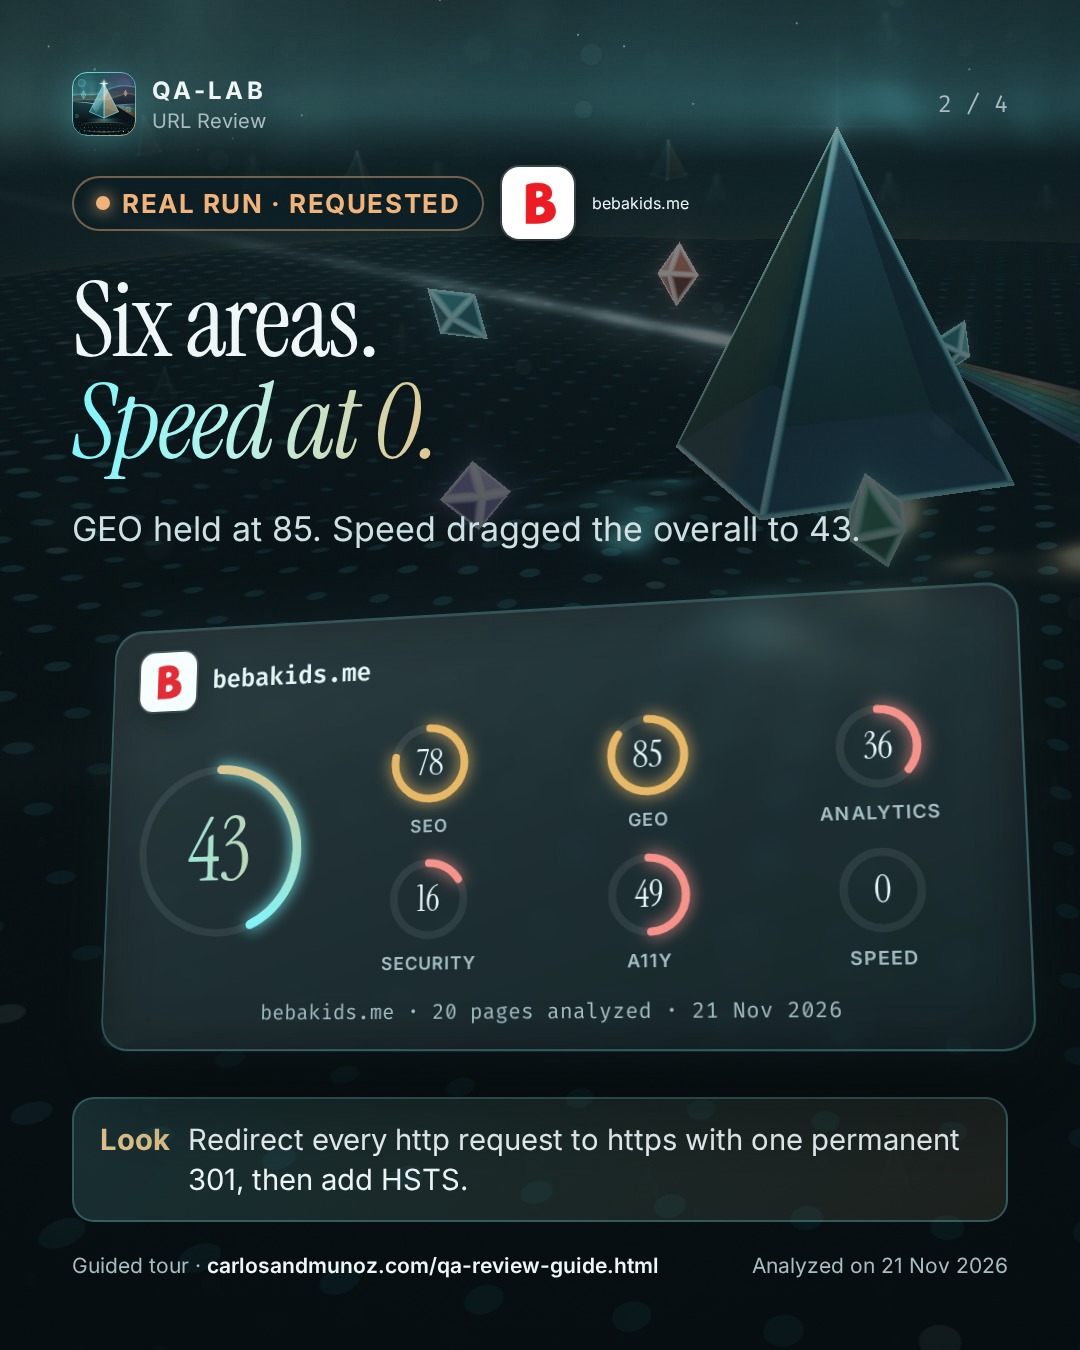 QA-LAB
URL Review
2 / 4
REAL RUN · REQUESTED
B
bebakids.me
Six areas.
Speed at 0.
GEO held at 85. Speed dragged the overall to 43.
B
bebakids.me
43
78
SEO
85
GEO
36
ANALYTICS
16
SECURITY
49
A11Y
0
SPEED
bebakids.me · 20 pages analyzed · 21 Nov 2026
Look
Redirect every http request to https with one permanent
301, then add HSTS.
Guided tour · carlosandmunoz.com/qa-review-guide.html
Analyzed on 21 Nov 2026